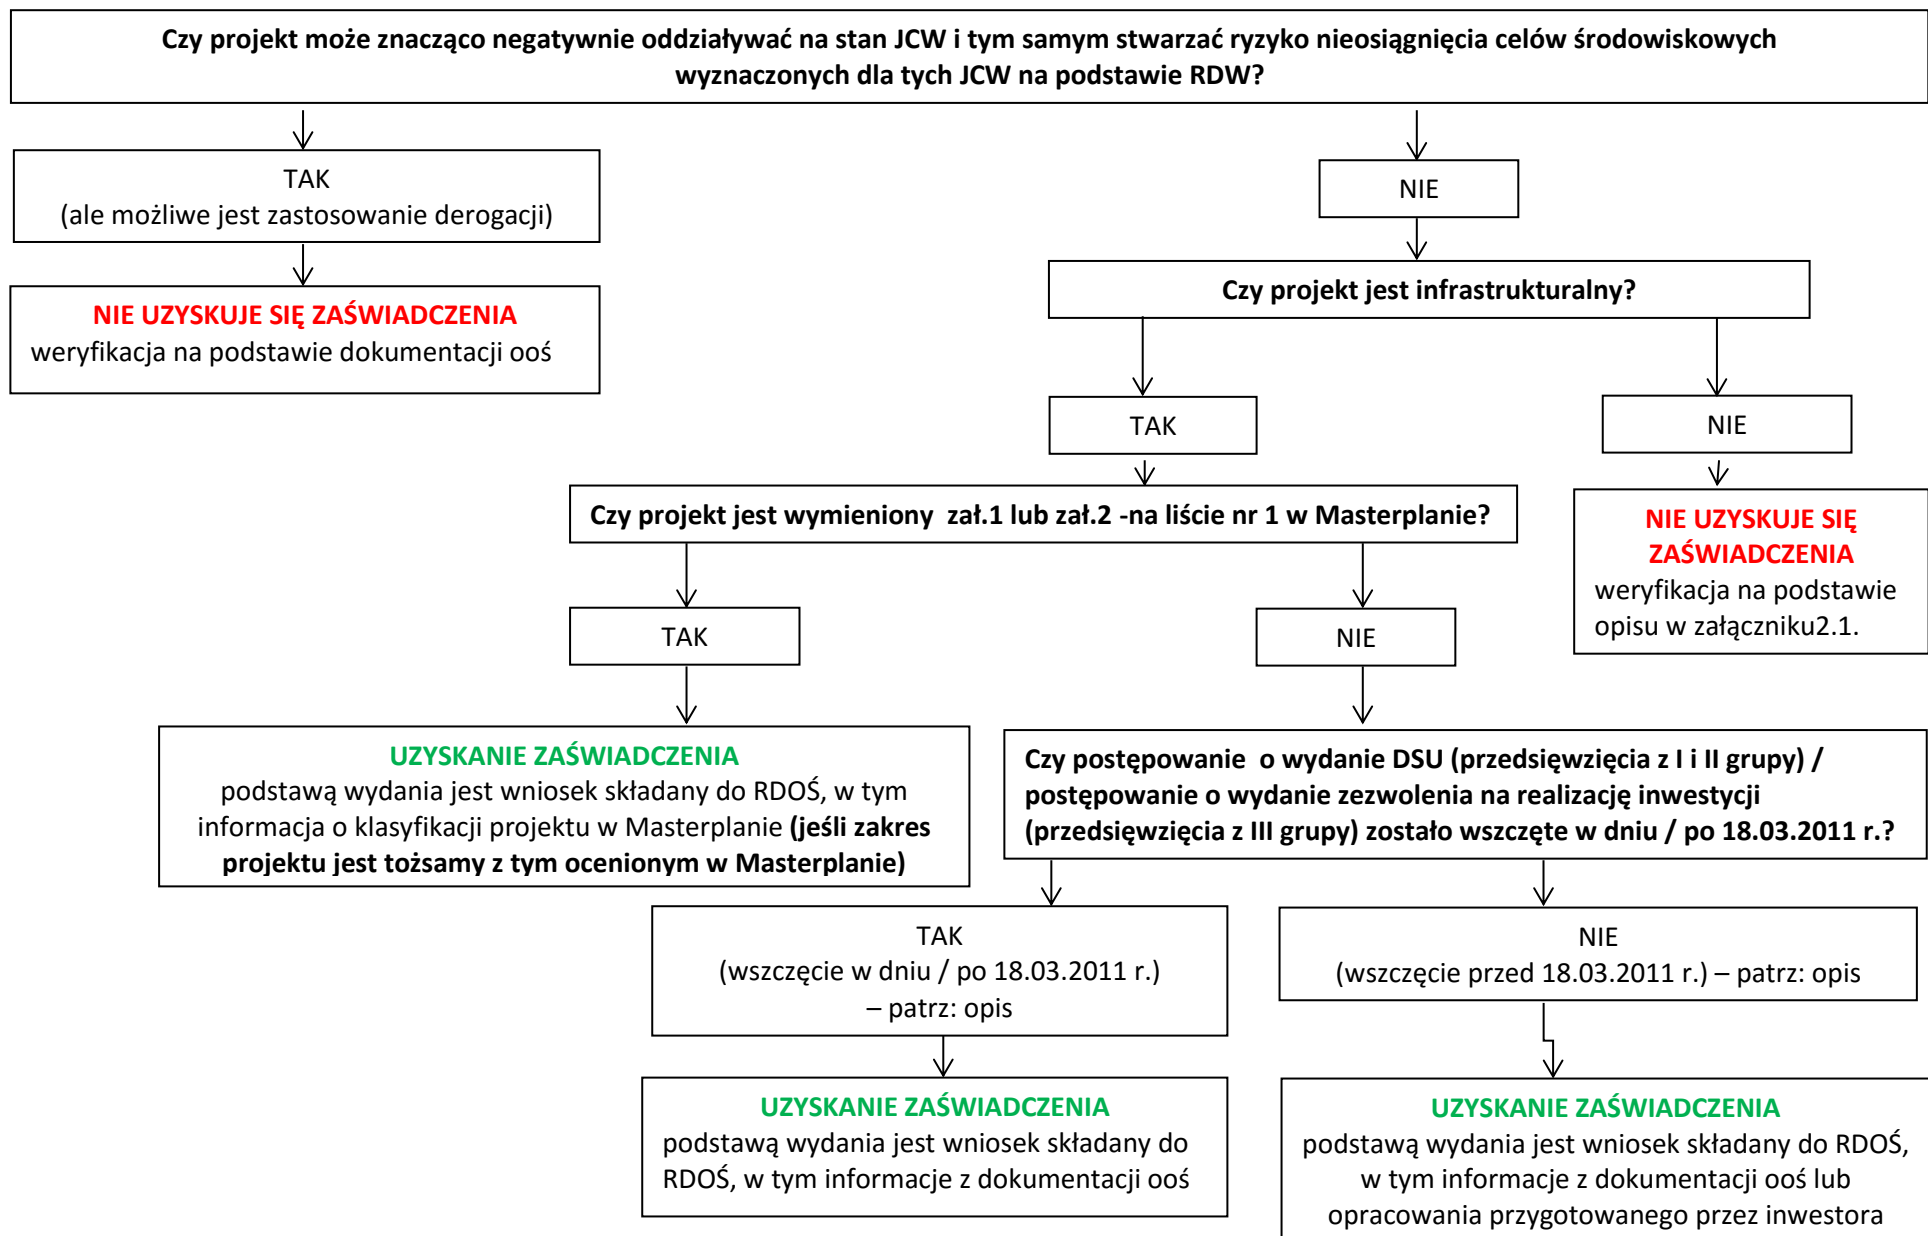 Czy projekt może znacząco negatywnie oddziaływać na stan JCW i tym samym stwarzać ryzyko nieosiągnięcia celów środowiskowych
wyznaczonych dla tych JCW na podstawie RDW?
TAK
(ale możliwe jest zastosowanie derogacji)
NIE
NIE UZYSKUJE SIĘ ZAŚWIADCZENIA
weryfikacja na podstawie dokumentacji ooś
Czy projekt jest infrastrukturalny?
TAK
NIE
Czy projekt jest wymieniony  zał.1 lub zał.2 -na liście nr 1 w Masterplanie?
NIE UZYSKUJE SIĘ
ZAŚWIADCZENIA
weryfikacja na podstawie
opisu w załączniku2.1.
TAK
NIE
UZYSKANIE ZAŚWIADCZENIA
podstawą wydania jest wniosek składany do RDOŚ, w tym
informacja o klasyfikacji projektu w Masterplanie (jeśli zakres
projektu jest tożsamy z tym ocenionym w Masterplanie)
Czy postępowanie  o wydanie DSU (przedsięwzięcia z I i II grupy) /
postępowanie o wydanie zezwolenia na realizację inwestycji
(przedsięwzięcia z III grupy) zostało wszczęte w dniu / po 18.03.2011 r.?
TAK
(wszczęcie w dniu / po 18.03.2011 r.)
– patrz: opis
NIE
(wszczęcie przed 18.03.2011 r.) – patrz: opis
UZYSKANIE ZAŚWIADCZENIA
podstawą wydania jest wniosek składany do
RDOŚ, w tym informacje z dokumentacji ooś
UZYSKANIE ZAŚWIADCZENIA
podstawą wydania jest wniosek składany do RDOŚ,
w tym informacje z dokumentacji ooś lub
opracowania przygotowanego przez inwestora